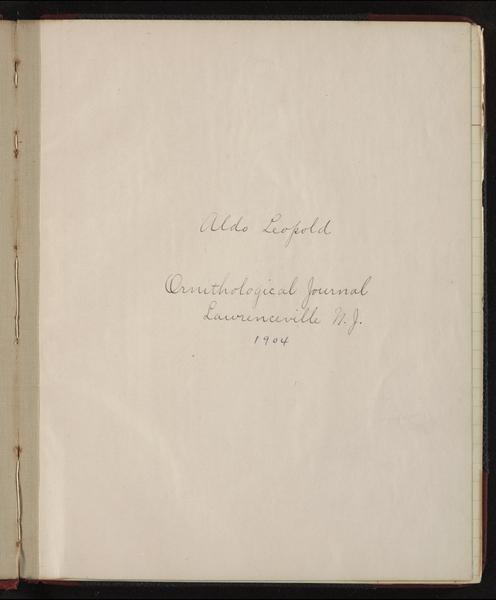 Aldo Leopold
Ornithological Journal
Lawrenceville N.J.
1904